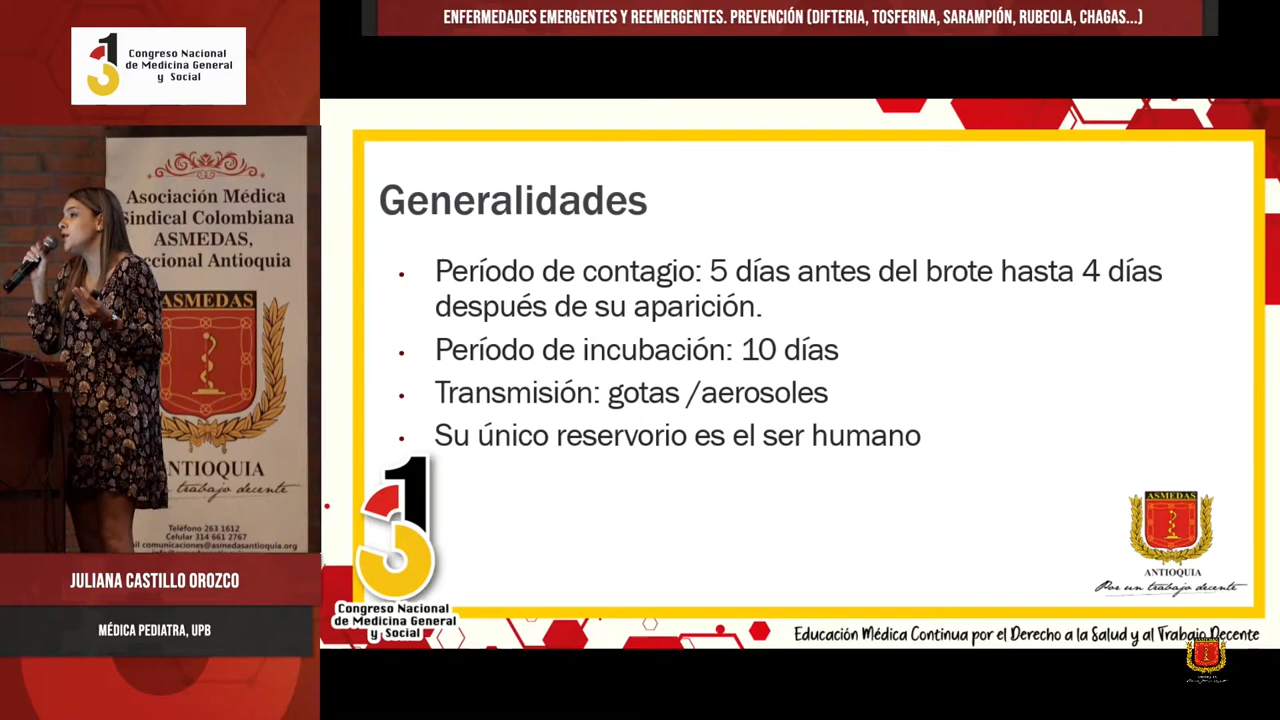 ENFERMEDADES EMERGENTES Y REEMERGENTES. PREVENCIÓN (DIFTERIA, TOSFERINA, SARAMPIÓN, RUBEOLA, CHAGAS...)
13
Congreso Nacional
de Medicina General
y Social
Asociación Médica
Sindical Colombiana
ASMEDAS,
ccional Antioquia
ASMEDAS
ANTIOQUIA
trabajo decente
Teléfono 263 1612
Celular 314 661 2767
il comunicaciones@asmedasantioquia.org
JULIANA CASTILLO OROZCO
MÉDICA PEDIATRA, UPB
Generalidades
• Período de contagio: 5 días antes del brote hasta 4 días
después de su aparición.
• Período de incubación: 10 días
• Transmisión: gotas /aerosoles
• Su único reservorio es el ser humano
13
Congreso Nacional
de Medicina General
y Social
ASMEDAS
ANTIOQUIA
Por un trabajo decente
Educación Médica Continua por el Derecho a la Salud y al Trabajo Decente